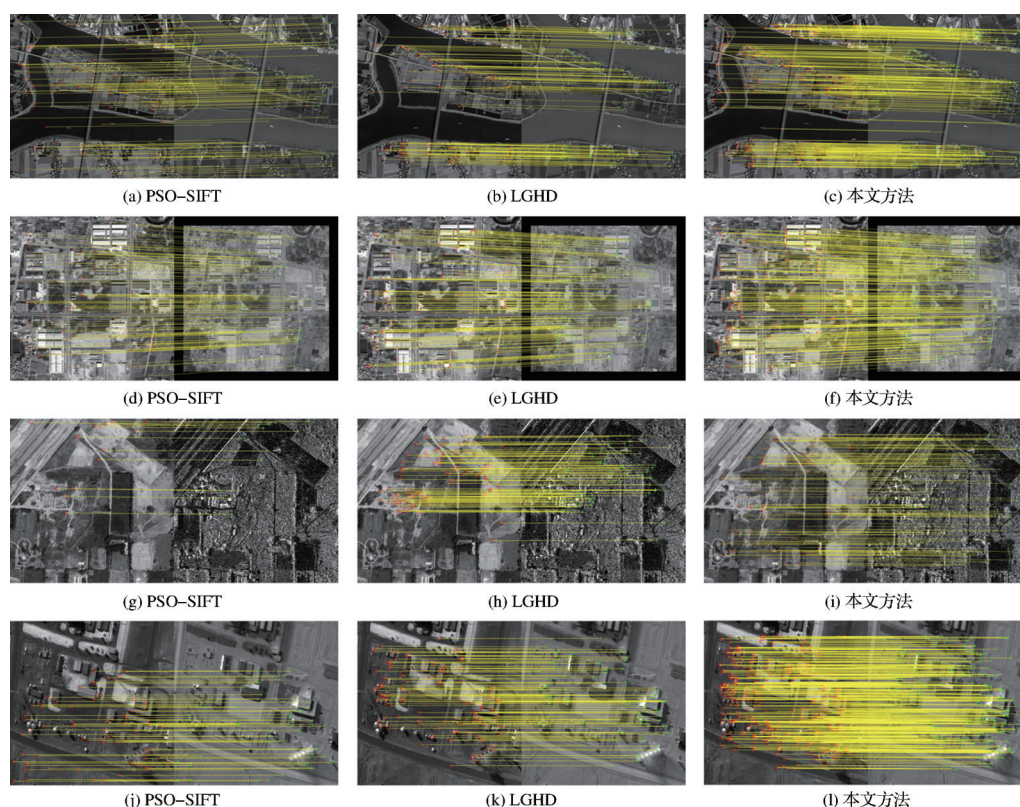 (a) PSO-SIFT
(b) LGHD
(c) 本文方法
(d) PSO-SIFT
(e) LGHD
(f) 本文方法
(g) PSO-SIFT
(h) LGHD
(i) 本文方法
(j) PSO-SIFT
(k) LGHD
(l) 本文方法